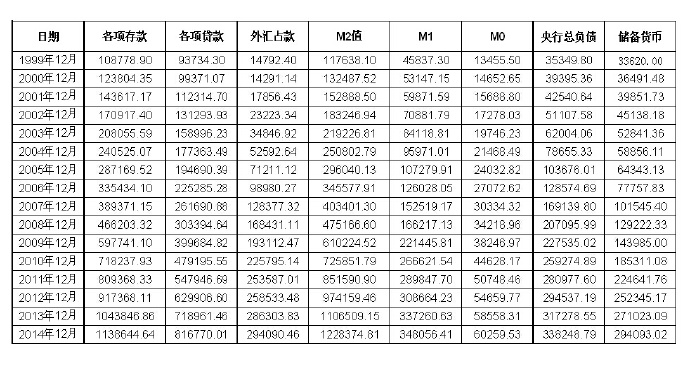 日期 各项存款 各项贷款 外汇占款 M2值 M1 M0 央行总负债 储备货币
1999年12月 108778.90 93734.30 14792.40 117638.10 45837.30 13455.50 35349.80 33620.00
2000年12月 123804.35 99371.07 14291.14 132487.52 53147.15 14652.65 39395.36 36491.48
2001年12月 143617.17 112314.70 17856.43 152888.50 59871.59 15688.80 42540.64 39851.73
2002年12月 170917.40 131293.93 23223.34 183246.94 70881.79 17278.03 51107.58 45138.18
2003年12月 208055.59 158996.23 34846.92 219226.81 84118.81 19746.23 62004.06 52841.36
2004年12月 240525.07 177363.49 52592.64 250802.79 95971.01 21468.49 78655.33 58856.11
2005年12月 287169.52 194690.39 71211.12 296040.13 107279.91 24032.82 103676.01 64343.13
2006年12月 335434.10 225285.28 98980.27 345577.91 126028.05 27072.62 128574.69 77757.83
2007年12月 389371.15 261690.88 128377.32 403401.30 152519.17 30334.32 169139.80 101545.40
2008年12月 466203.32 303394.64 168431.11 475166.60 166217.13 34218.96 207095.99 129222.33
2009年12月 597741.10 399684.82 193112.47 610224.52 221445.81 38246.97 227535.02 143985.00
2010年12月 718237.93 479195.55 225795.14 725851.79 266621.54 44628.17 259274.89 185311.08
2011年12月 809368.33 547946.69 253587.01 851590.90 289847.70 50748.46 280977.60 224641.76
2012年12月 917368.11 629906.60 258533.48 974159.46 308664.23 54659.77 294537.19 252345.17
2013年12月 1043846.86 718961.46 286303.83 1106509.15 337260.63 58558.31 317278.55 271023.09
2014年12月 1138644.64 816770.01 294090.46 1228374.81 348056.41 60259.53 338248.79 294093.02